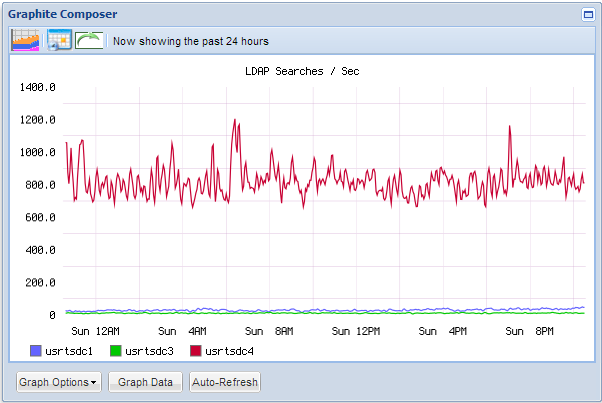 Graphite Composer
Now showing the past 24 hours
LDAP Searches / Sec
1400.0
1200.0
1000.0
800.0
600.0
400.0
200.0
0
Sun 12AM Sun 4AM Sun 8AM Sun 12PM Sun 4PM Sun 8PM
usrtsdc1 usrtsdc3 usrtsdc4
Graph Options Graph Data Auto-Refresh